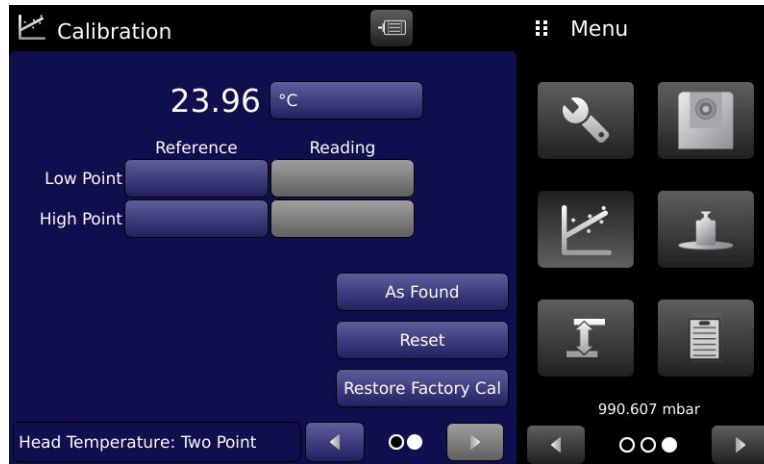 Calibration
Menu
23.96 °C
Reference Reading
Low Point
High Point
As Found
Reset
Restore Factory Cal
990.607 mbar
Head Temperature: Two Point